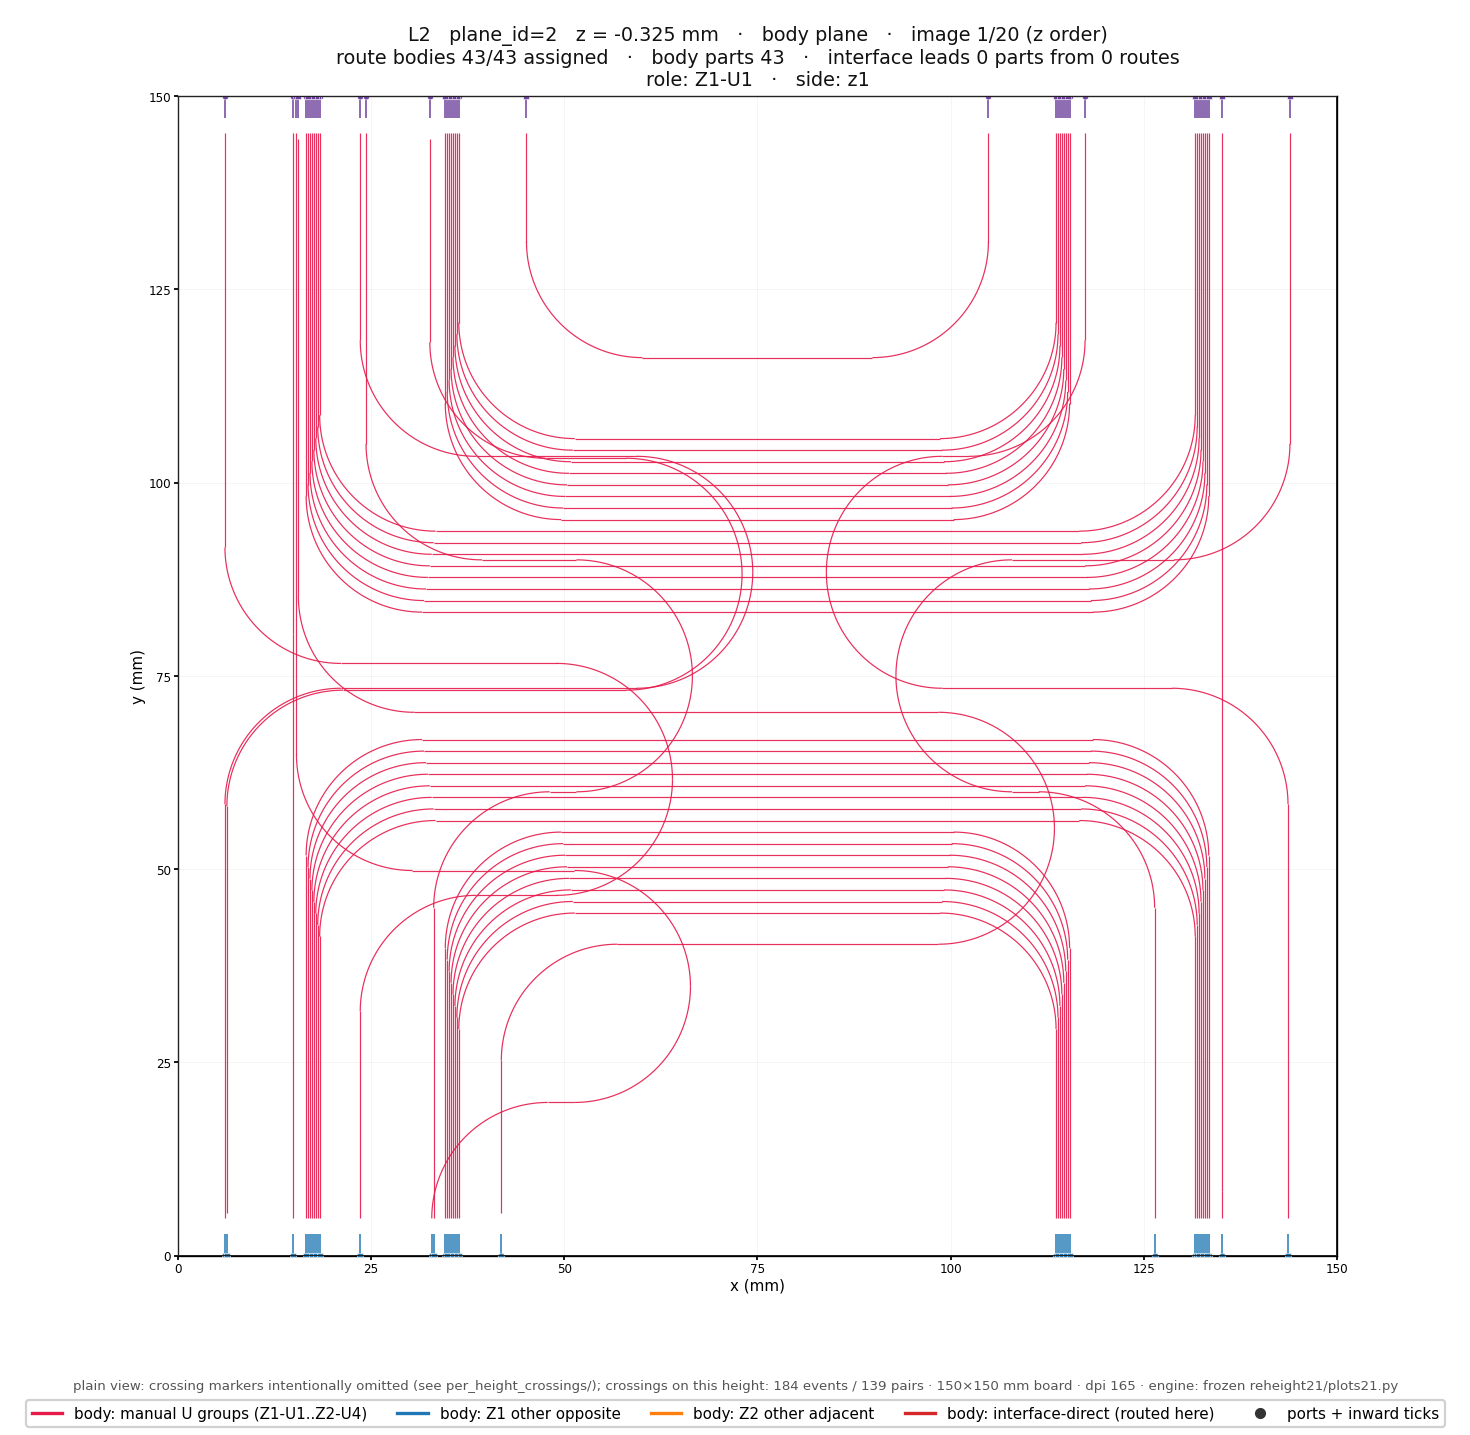 L2   plane_id=2   z = -0.325 mm   ·   body plane   ·   image 1/20 (z order)
route bodies 43/43 assigned   ·   body parts 43   ·   interface leads 0 parts from 0 routes
role: Z1-U1   ·   side: z1
150
125
100
75
50
25
0
y (mm)
0 25 50 75 100 125 150
x (mm)
plain view: crossing markers intentionally omitted (see per_height_crossings/); crossings on this height: 184 events / 139 pairs · 150×150 mm board · dpi 165 · engine: frozen reheight21/plots21.py
body: manual U groups (Z1-U1..Z2-U4) body: Z1 other opposite body: Z2 other adjacent body: interface-direct (routed here) ports + inward ticks